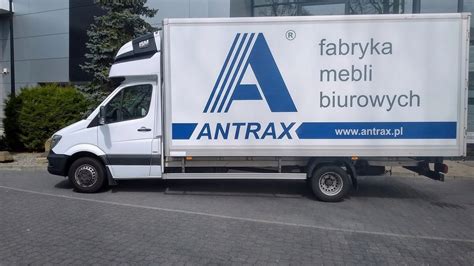 ®
fabryka
mebli
biurowych
ANTRAX
www.antrax.pl